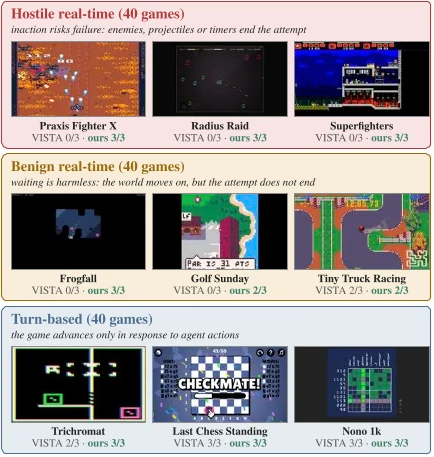 Hostile real-time (40 games)
inaction risks failure: enemies, projectiles or timers end the attempt
Praxis Fighter X
VISTA 0/3 · ours 3/3
Radius Raid
VISTA 0/3 · ours 3/3
Superfighters
VISTA 0/3 · ours 3/3
Benign real-time (40 games)
waiting is harmless: the world moves on, but the attempt does not end
PAR IS 31 PTS
Frogfall
VISTA 0/3 · ours 3/3
Golf Sunday
VISTA 0/3 · ours 2/3
Tiny Truck Racing
VISTA 2/3 · ours 2/3
Turn-based (40 games)
the game advances only in response to agent actions
CHECKMATE!
Trichromat
VISTA 2/3 · ours 3/3
Last Chess Standing
VISTA 3/3 · ours 3/3
Nono 1k
VISTA 3/3 · ours 3/3